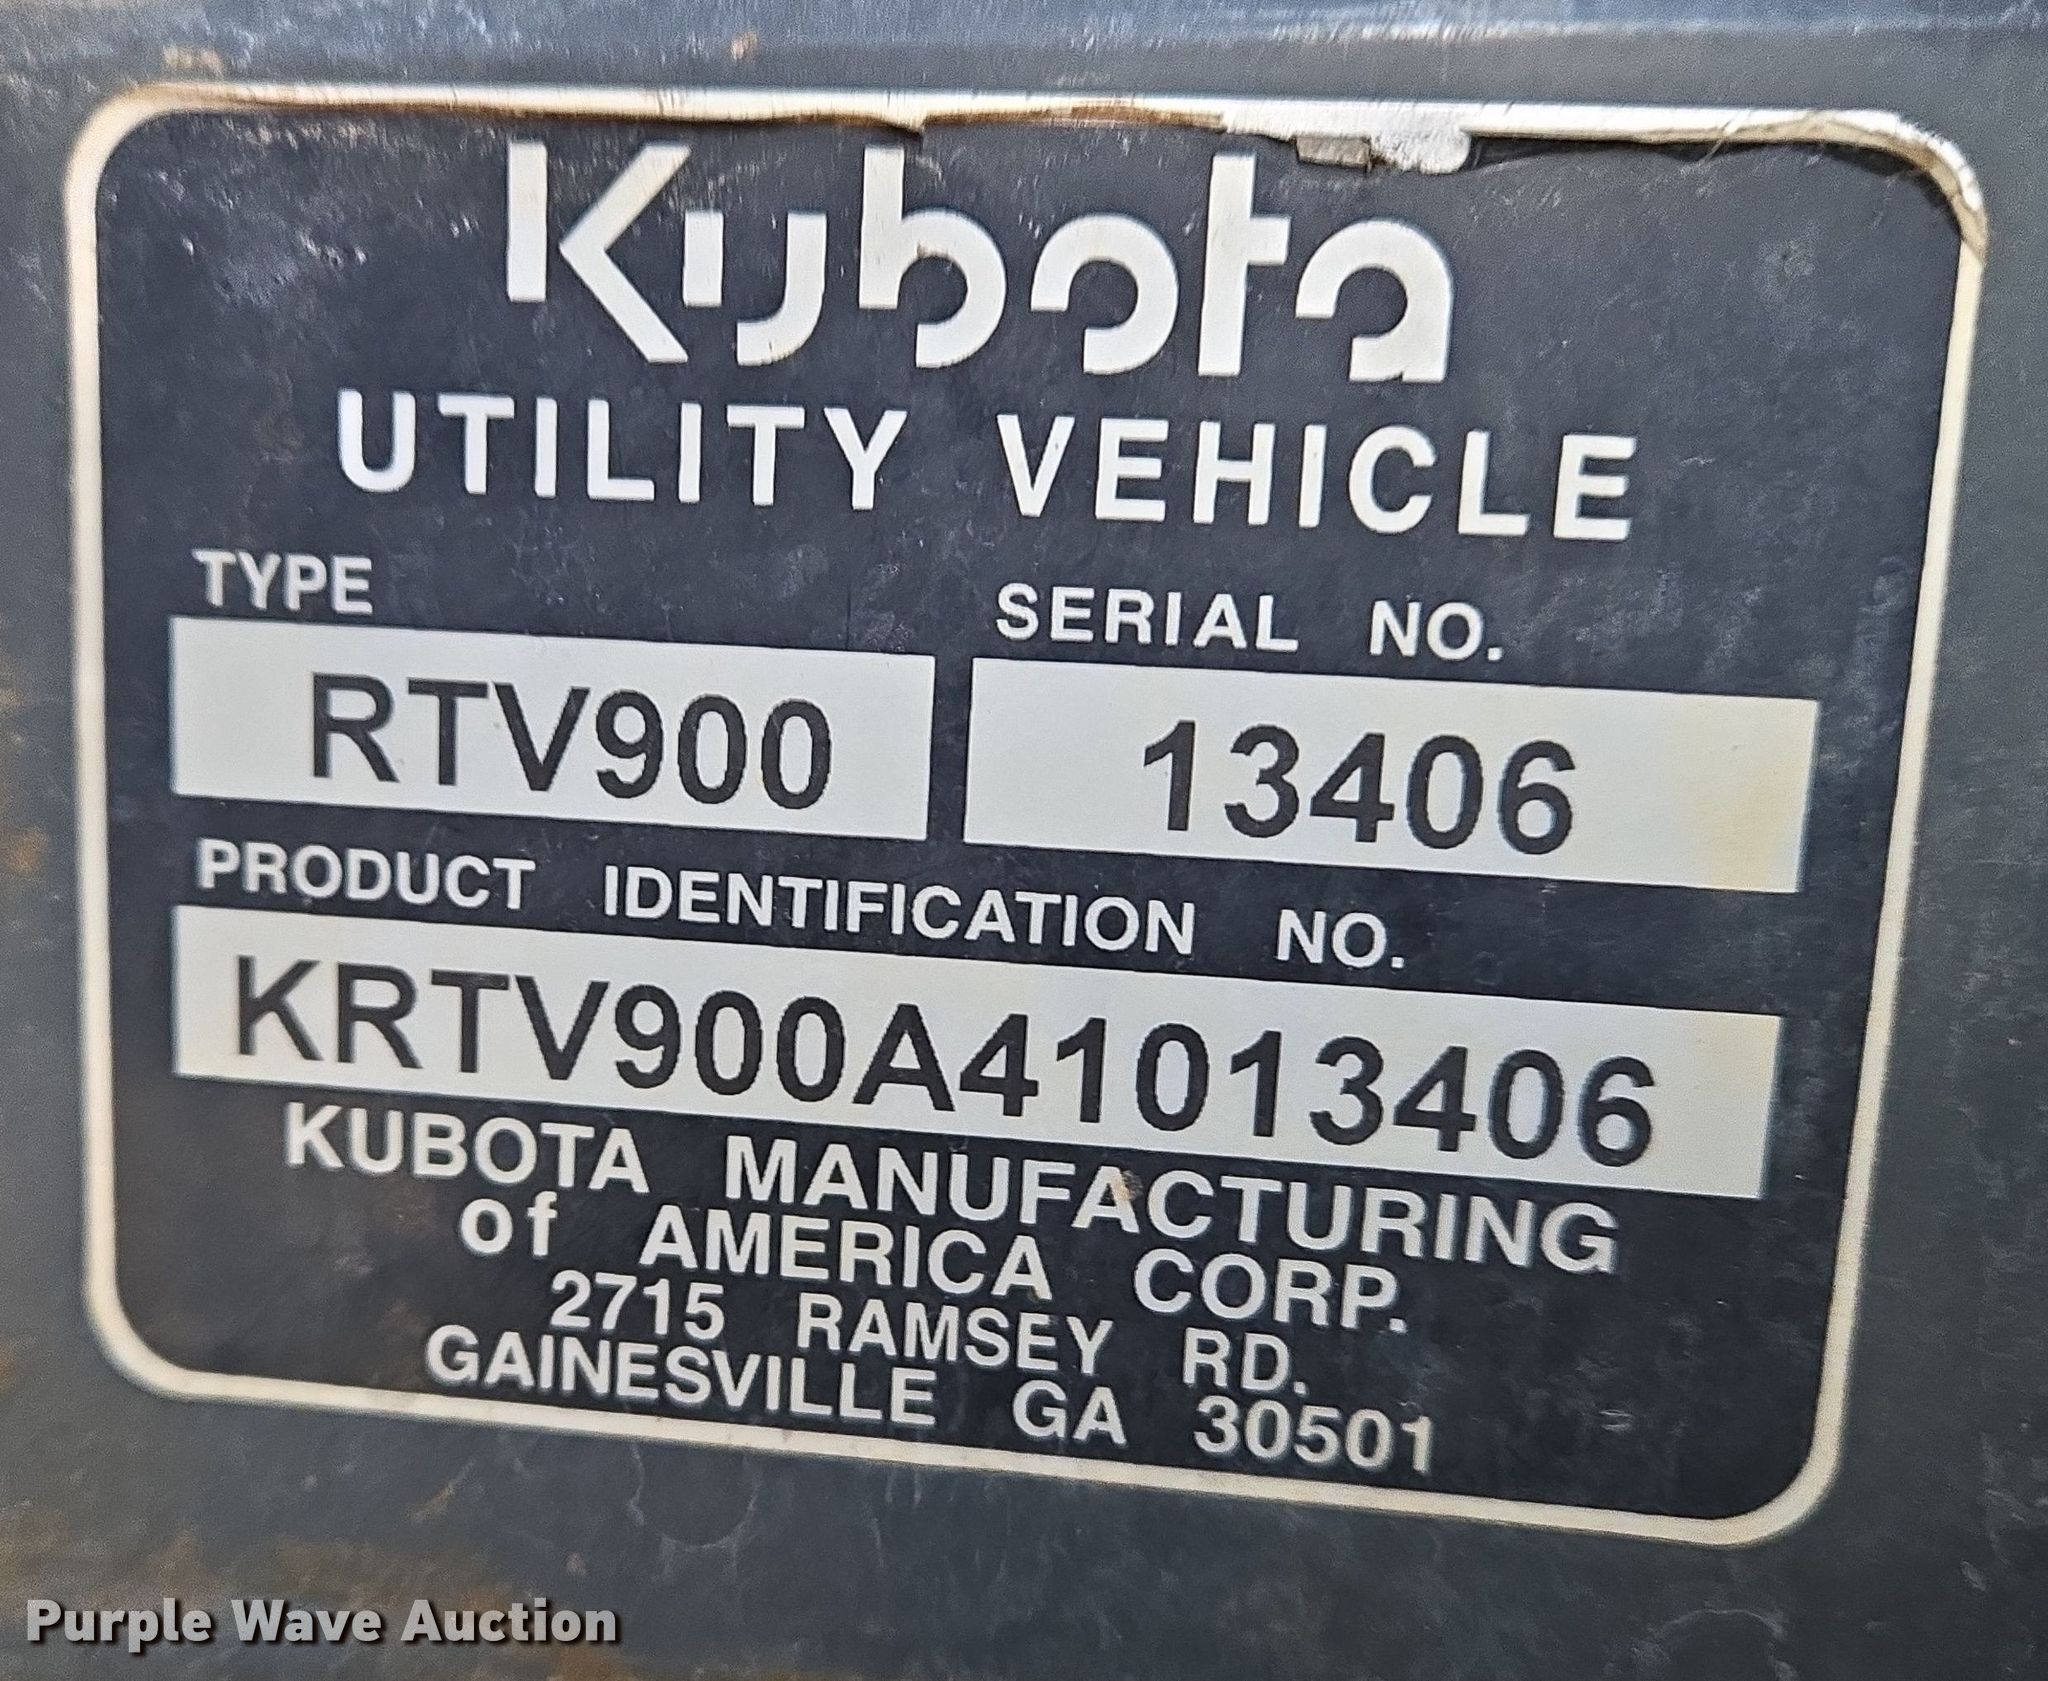 Kubota
UTILITY VEHICLE
TYPE SERIAL NO.
RTV900 13406
PRODUCT IDENTIFICATION NO.
KRTV900A41013406
KUBOTA MANUFACTURING
of AMERICA CORP.
2715 RAMSEY RD.
GAINESVILLE GA 30501
Purple Wave Auction